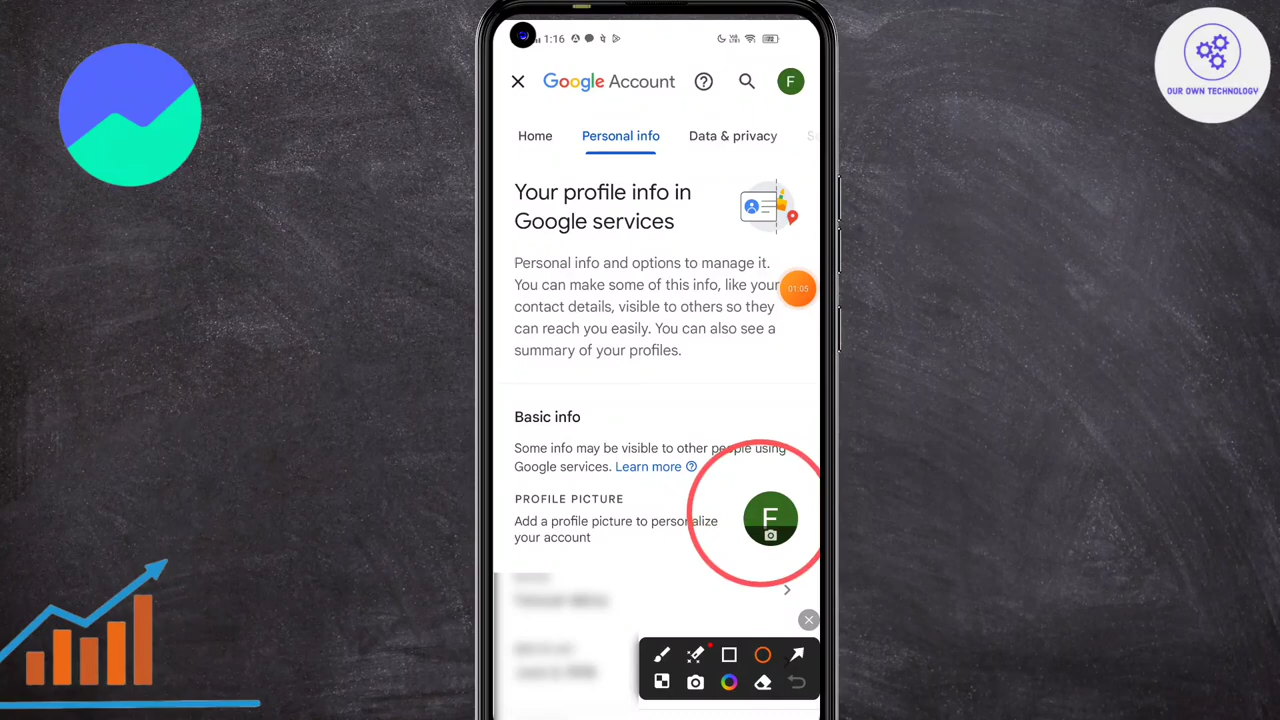 1:16
OUR OWN TECHNOLOGY
Google Account
F
Home Personal info Data & privacy
Your profile info in
Google services
Personal info and options to manage it.
You can make some of this info, like your
contact details, visible to others so they
can reach you easily. You can also see a
summary of your profiles.
01:05
Basic info
Some info may be visible to other people using
Google services. Learn more
PROFILE PICTURE
Add a profile picture to personalize
your account
F